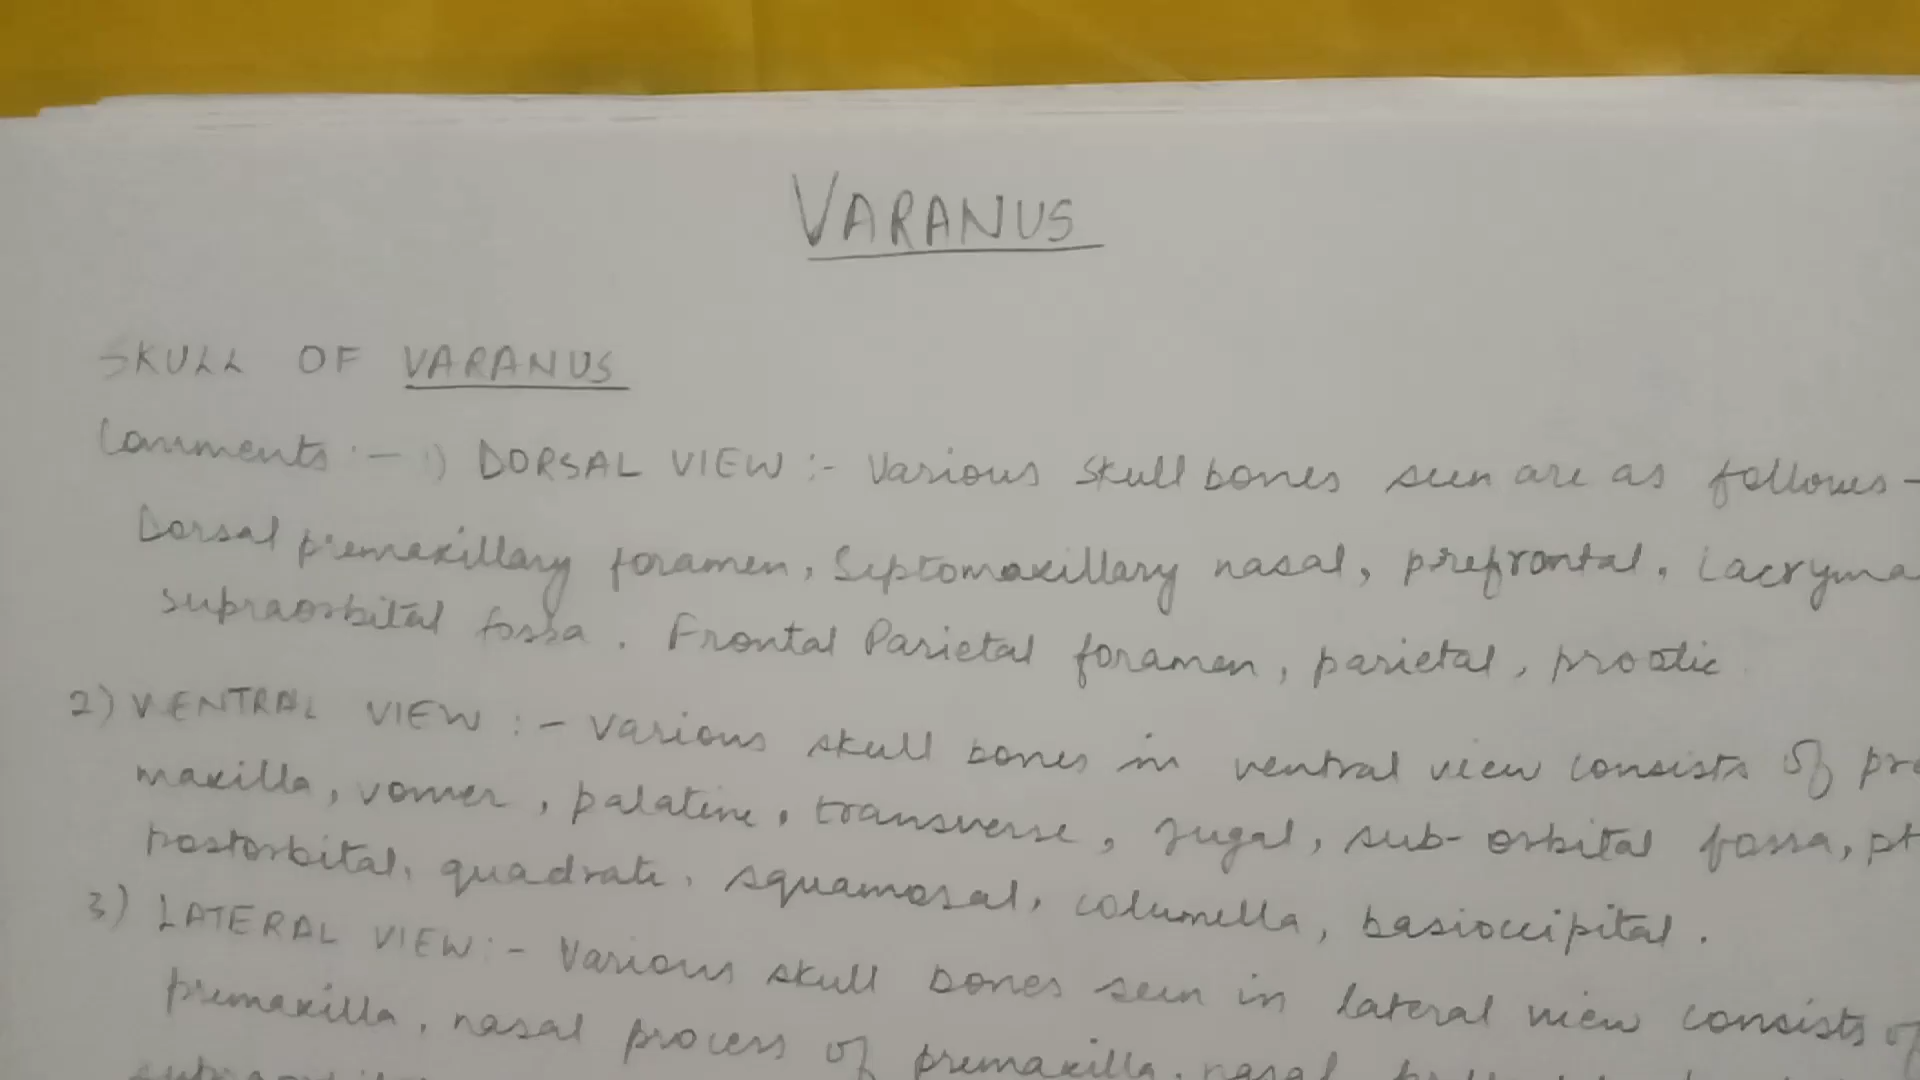 VARANUS
SKULL OF VARANUS
Comments :- 1) DORSAL VIEW :- Various skull bones seen are as follows -
Dorsal premaxillary foramen, Septomaxillary nasal, prefrontal, Lacryma
supraorbital fossa. Frontal Parietal foramen, parietal, prootic
2) VENTRAL VIEW :- Various skull bones in ventral view consists of pre
maxilla, vomer, palatine, transverse, jugal, sub-orbital fossa, pt
postorbital, quadrate, squamosal, columella, basioccipital.
3) LATERAL VIEW :- Various skull bones seen in lateral view consists of
premaxilla, nasal process of premaxilla, nasal